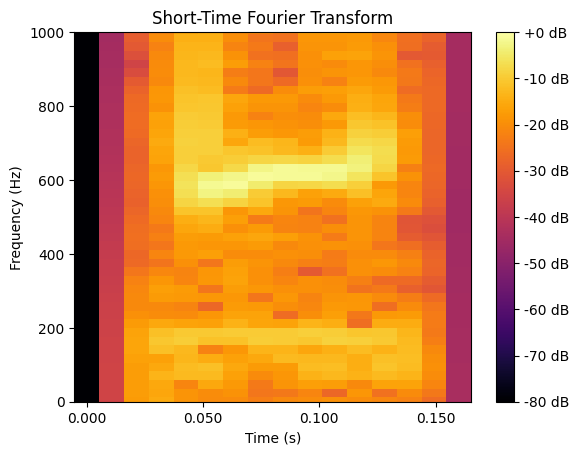 Short-Time Fourier Transform
1000
800
600
400
200
0
Frequency (Hz)
0.000
0.050
0.100
0.150
Time (s)
+0 dB
-10 dB
-20 dB
-30 dB
-40 dB
-50 dB
-60 dB
-70 dB
-80 dB